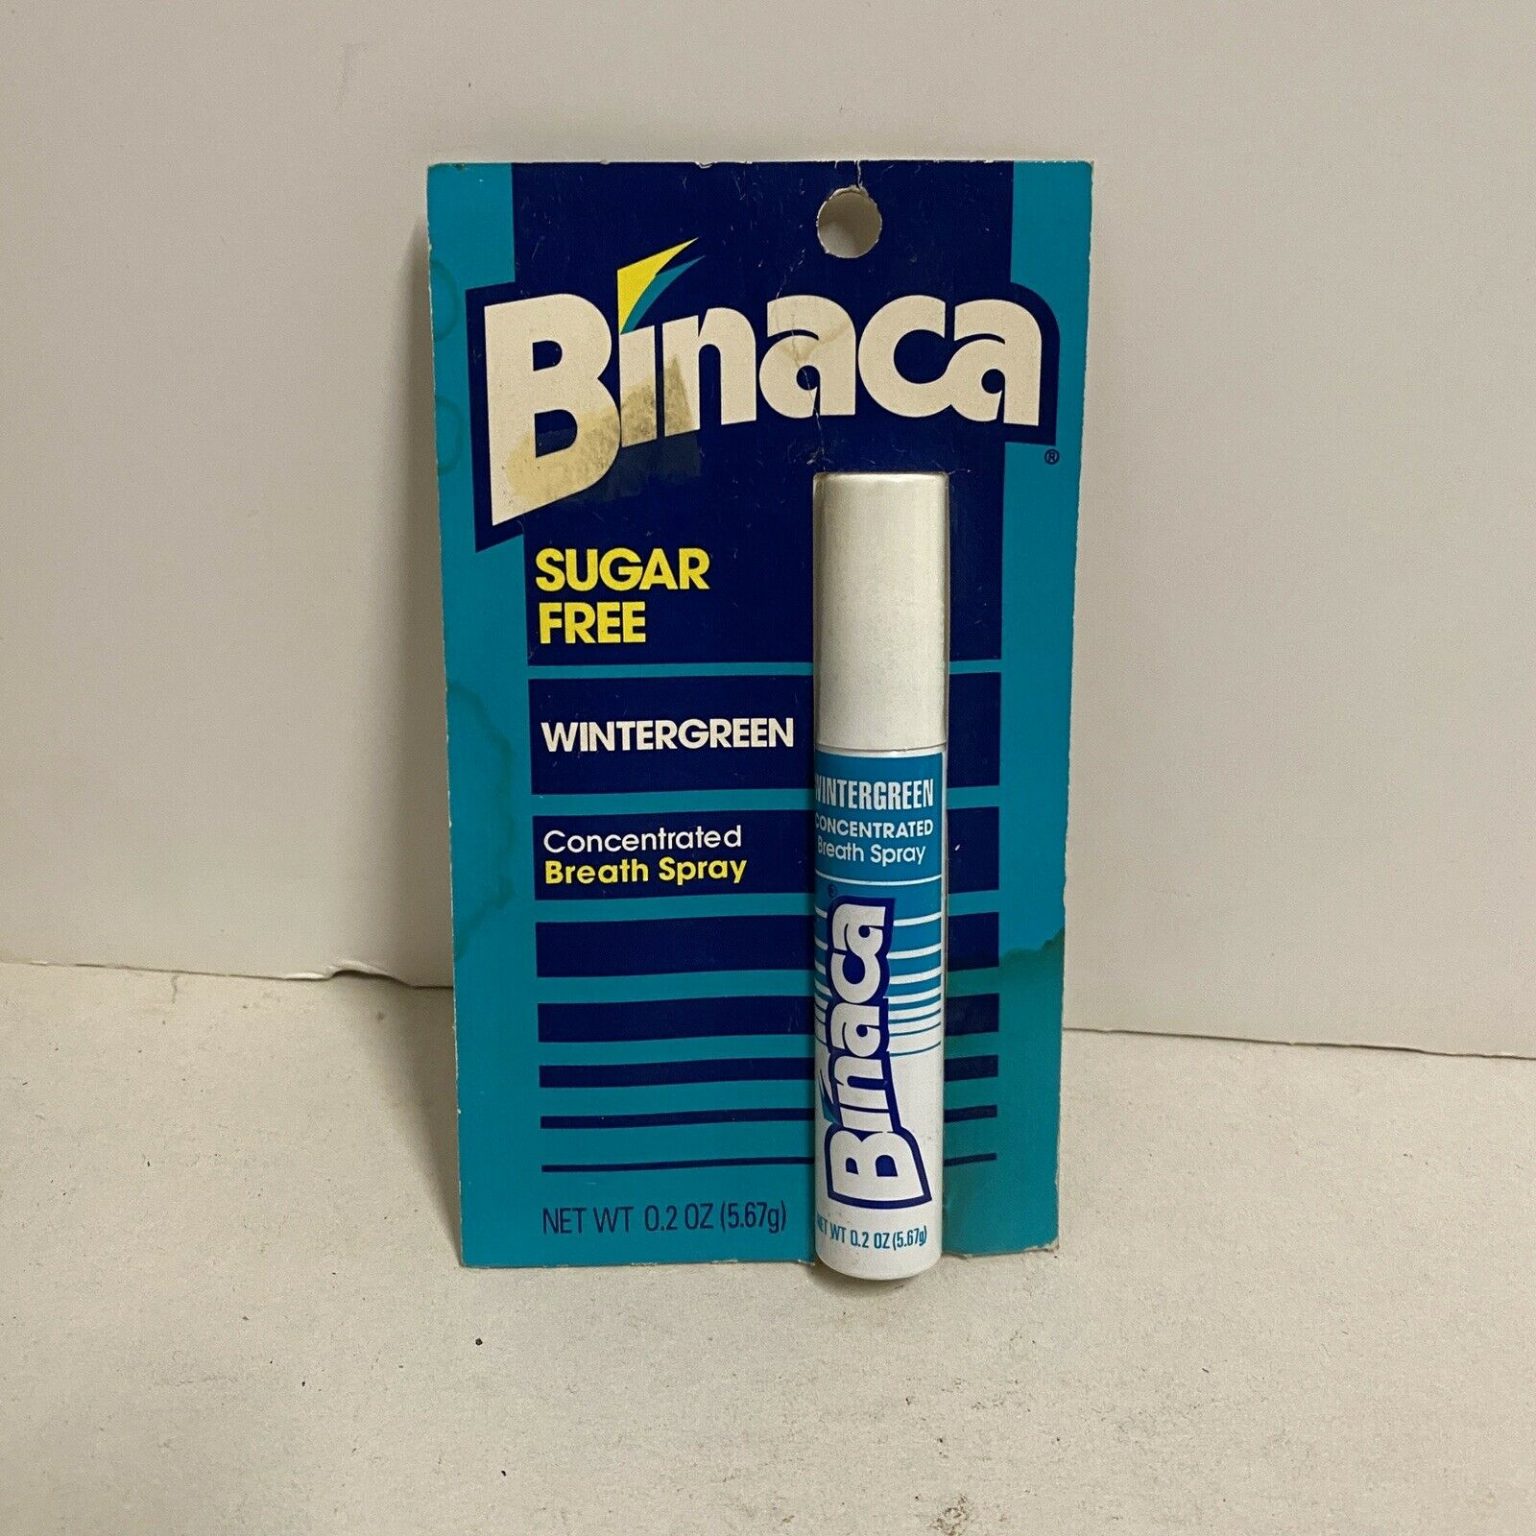 Binaca
®
SUGAR
FREE
WINTERGREEN
Concentrated
Breath Spray
NET WT 0.2 OZ (5.67g)
WINTERGREEN
CONCENTRATED
Breath Spray
Binaca®
NET WT 0.2 OZ (5.67g)